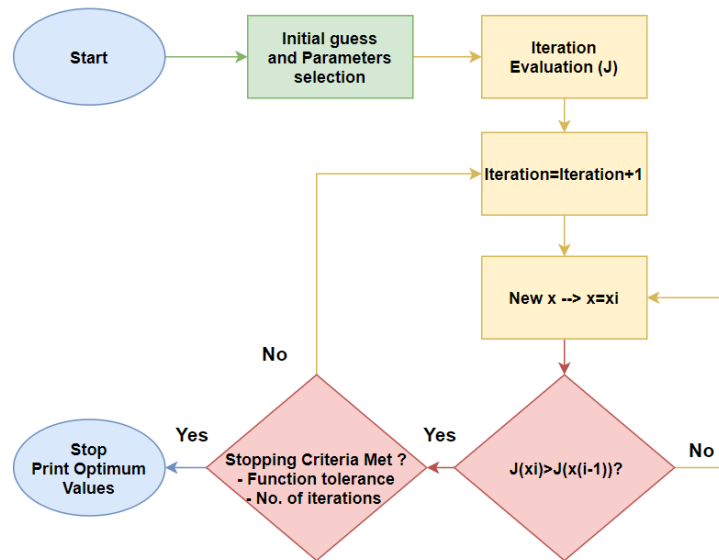 Start
Initial guess
and Parameters
selection
Iteration
Evaluation (J)
Iteration=Iteration+1
New x --> x=xi
No
J(xi)>J(x(i-1))?
No
Yes
Stopping Criteria Met ?
- Function tolerance
- No. of iterations
Yes
Stop
Print Optimum
Values